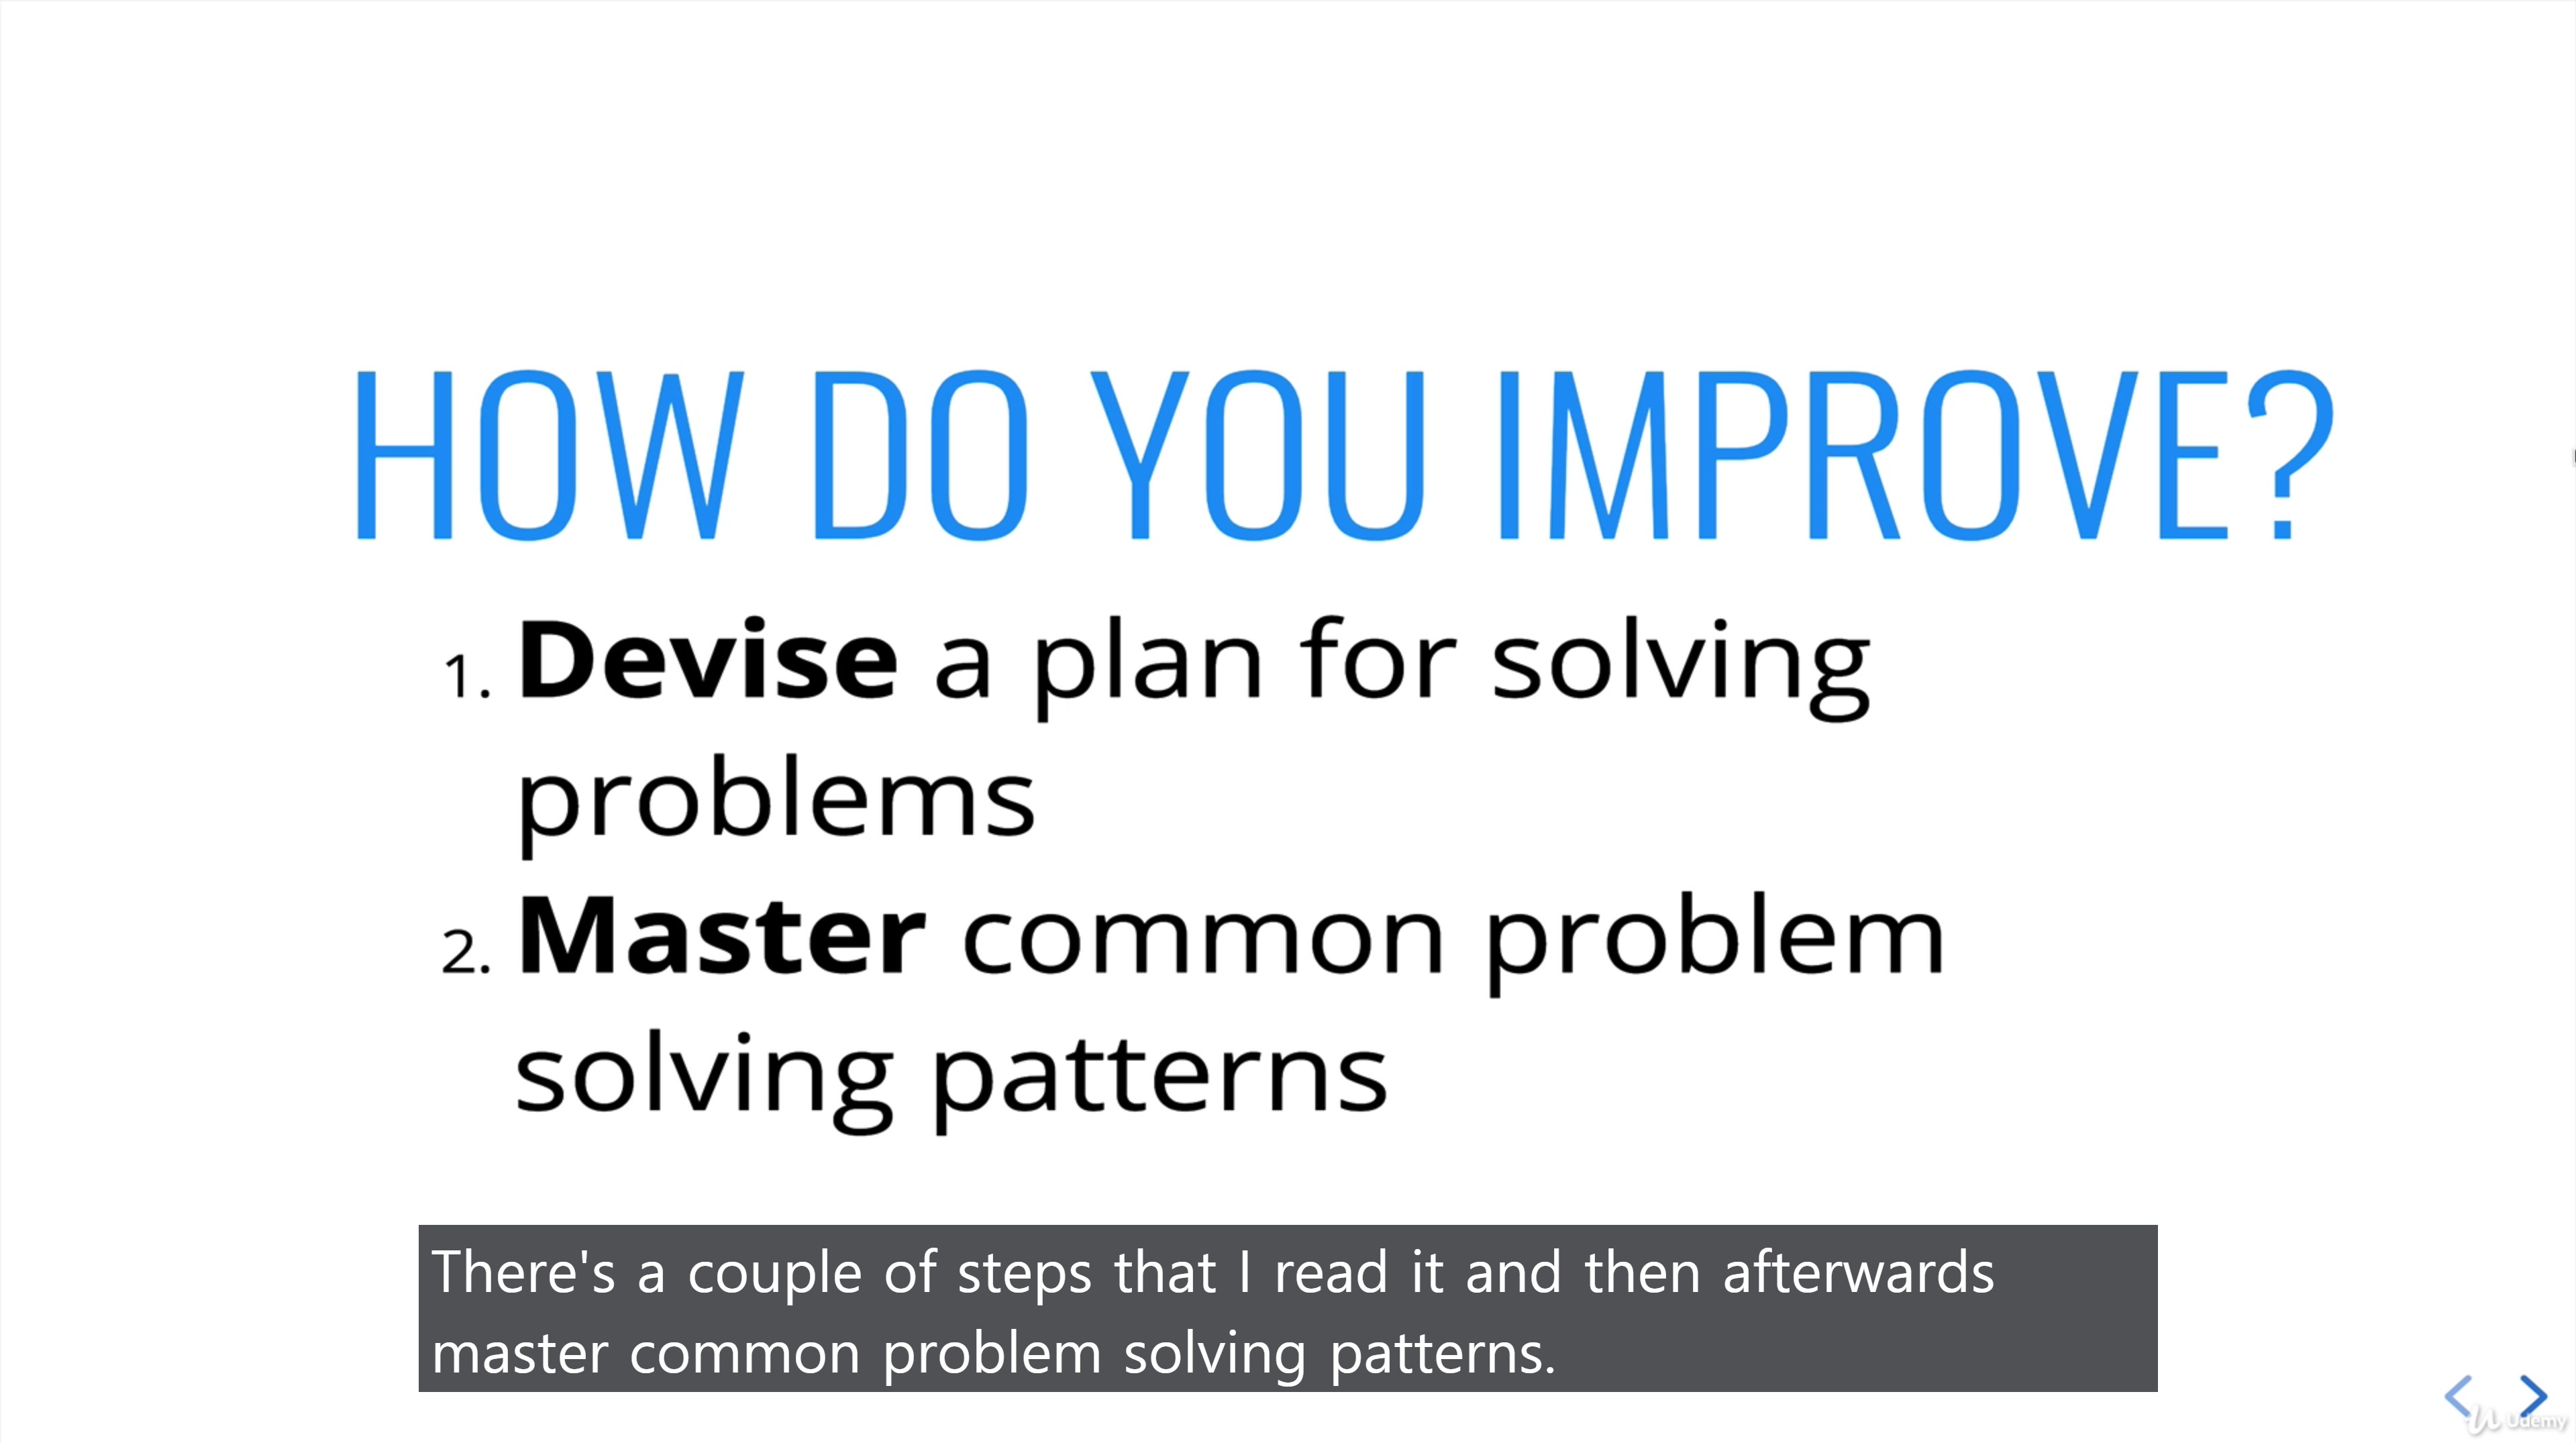 HOW DO YOU IMPROVE?
1. Devise a plan for solving
problems
2. Master common problem
solving patterns
There's a couple of steps that I read it and then afterwards
master common problem solving patterns.
Udemy